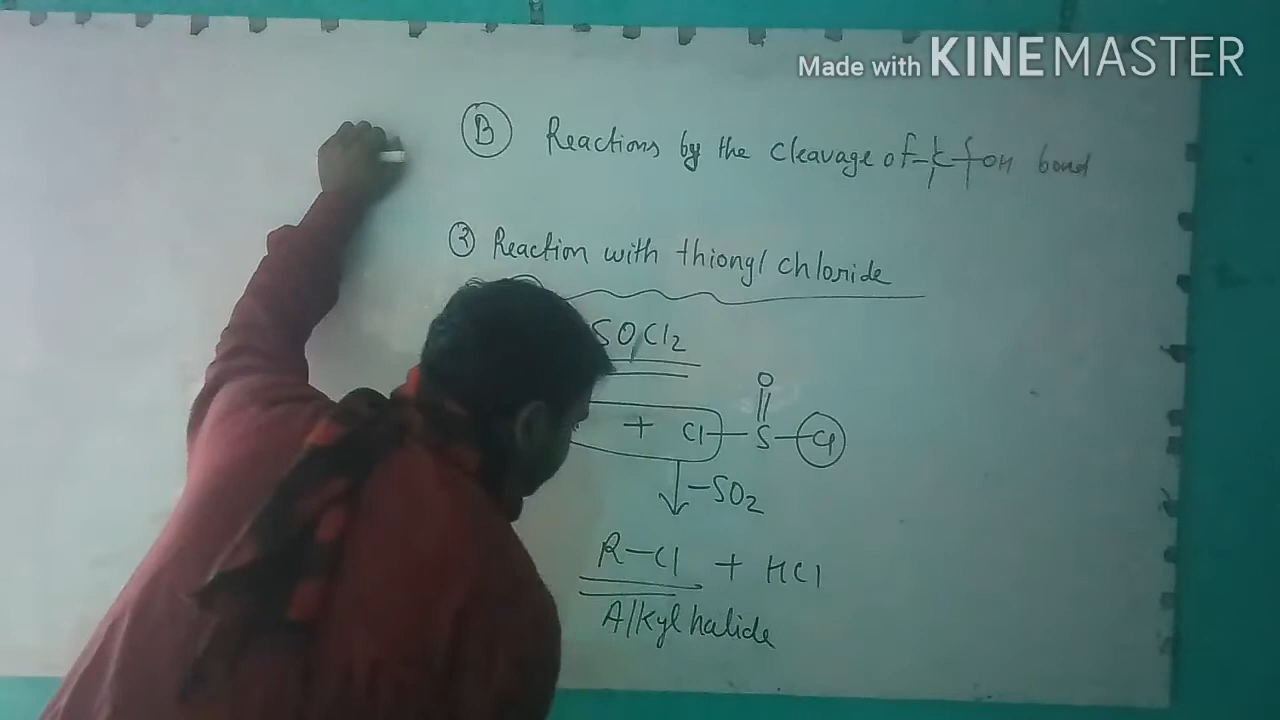 Made with KINEMASTER
B Reactions by the cleavage of -C-OH bond
3 Reaction with thionyl chloride
SOCl2
+ Cl-S-Cl
O
-SO2
R-Cl + HCl
Alkyl halide